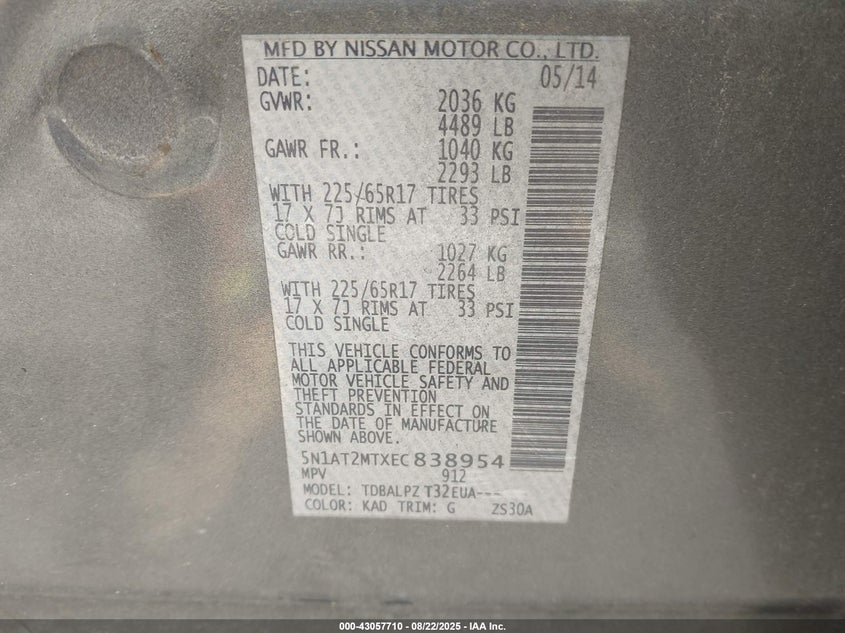 MFD BY NISSAN MOTOR CO., LTD.
DATE: 05/14
GVWR: 2036 KG
4489 LB
GAWR FR.: 1040 KG
2293 LB
WITH 225/65R17 TIRES
17 X 7J RIMS AT 33 PSI
COLD SINGLE
GAWR RR.: 1027 KG
2264 LB
WITH 225/65R17 TIRES
17 X 7J RIMS AT 33 PSI
COLD SINGLE
THIS VEHICLE CONFORMS TO
ALL APPLICABLE FEDERAL
MOTOR VEHICLE SAFETY AND
THEFT PREVENTION
STANDARDS IN EFFECT ON
THE DATE OF MANUFACTURE
SHOWN ABOVE.
5N1AT2MTXEC838954
MPV 912
MODEL: TDBALPZ T32EUA---
COLOR: KAD TRIM: G ZS30A
000-43057710 - 08/22/2025 - IAA Inc.